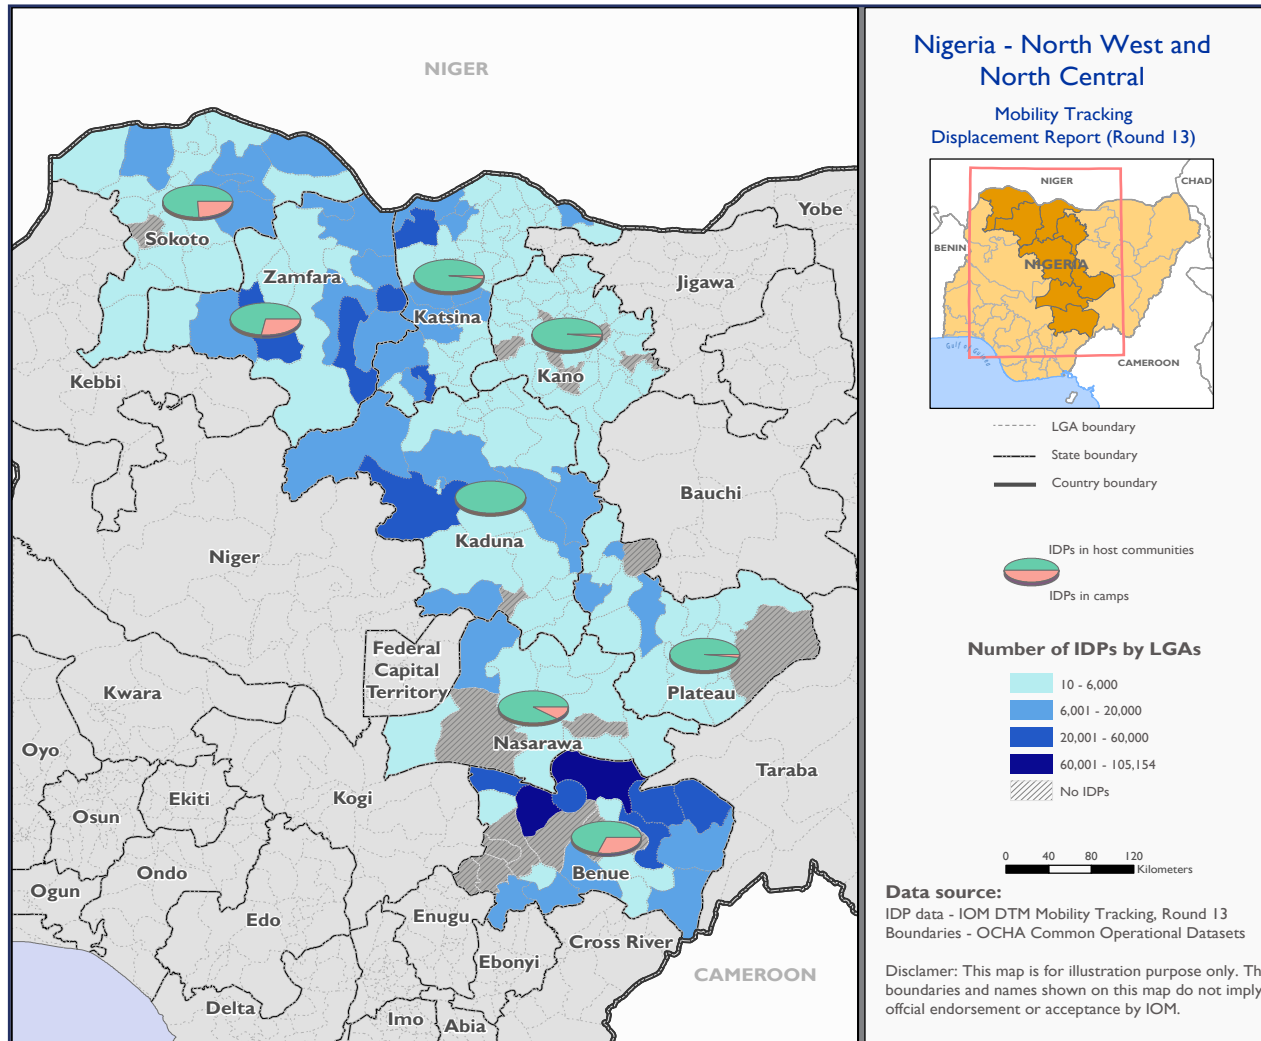 NIGER
Yobe
Sokoto
Zamfara
Jigawa
Katsina
Kano
Kebbi
Bauchi
Kaduna
Niger
Federal
Capital
Territory
Plateau
Kwara
Nasarawa
Oyo
Taraba
Kogi
Ekiti
Osun
Benue
Ondo
Ogun
Edo
Enugu
Cross River
Ebonyi
CAMEROON
Delta
Imo
Abia
Nigeria - North West and
North Central
Mobility Tracking
Displacement Report (Round 13)
NIGER
CHAD
BENIN
NIGERIA
Gulf of Guinea
CAMEROON
LGA boundary
State boundary
Country boundary
IDPs in host communities
IDPs in camps
Number of IDPs by LGAs
10 - 6,000
6,001 - 20,000
20,001 - 60,000
60,001 - 105,154
No IDPs
0 40 80 120
Kilometers
Data source:
IDP data - IOM DTM Mobility Tracking, Round 13
Boundaries - OCHA Common Operational Datasets
Disclamer: This map is for illustration purpose only. Th
boundaries and names shown on this map do not imply
offcial endorsement or acceptance by IOM.